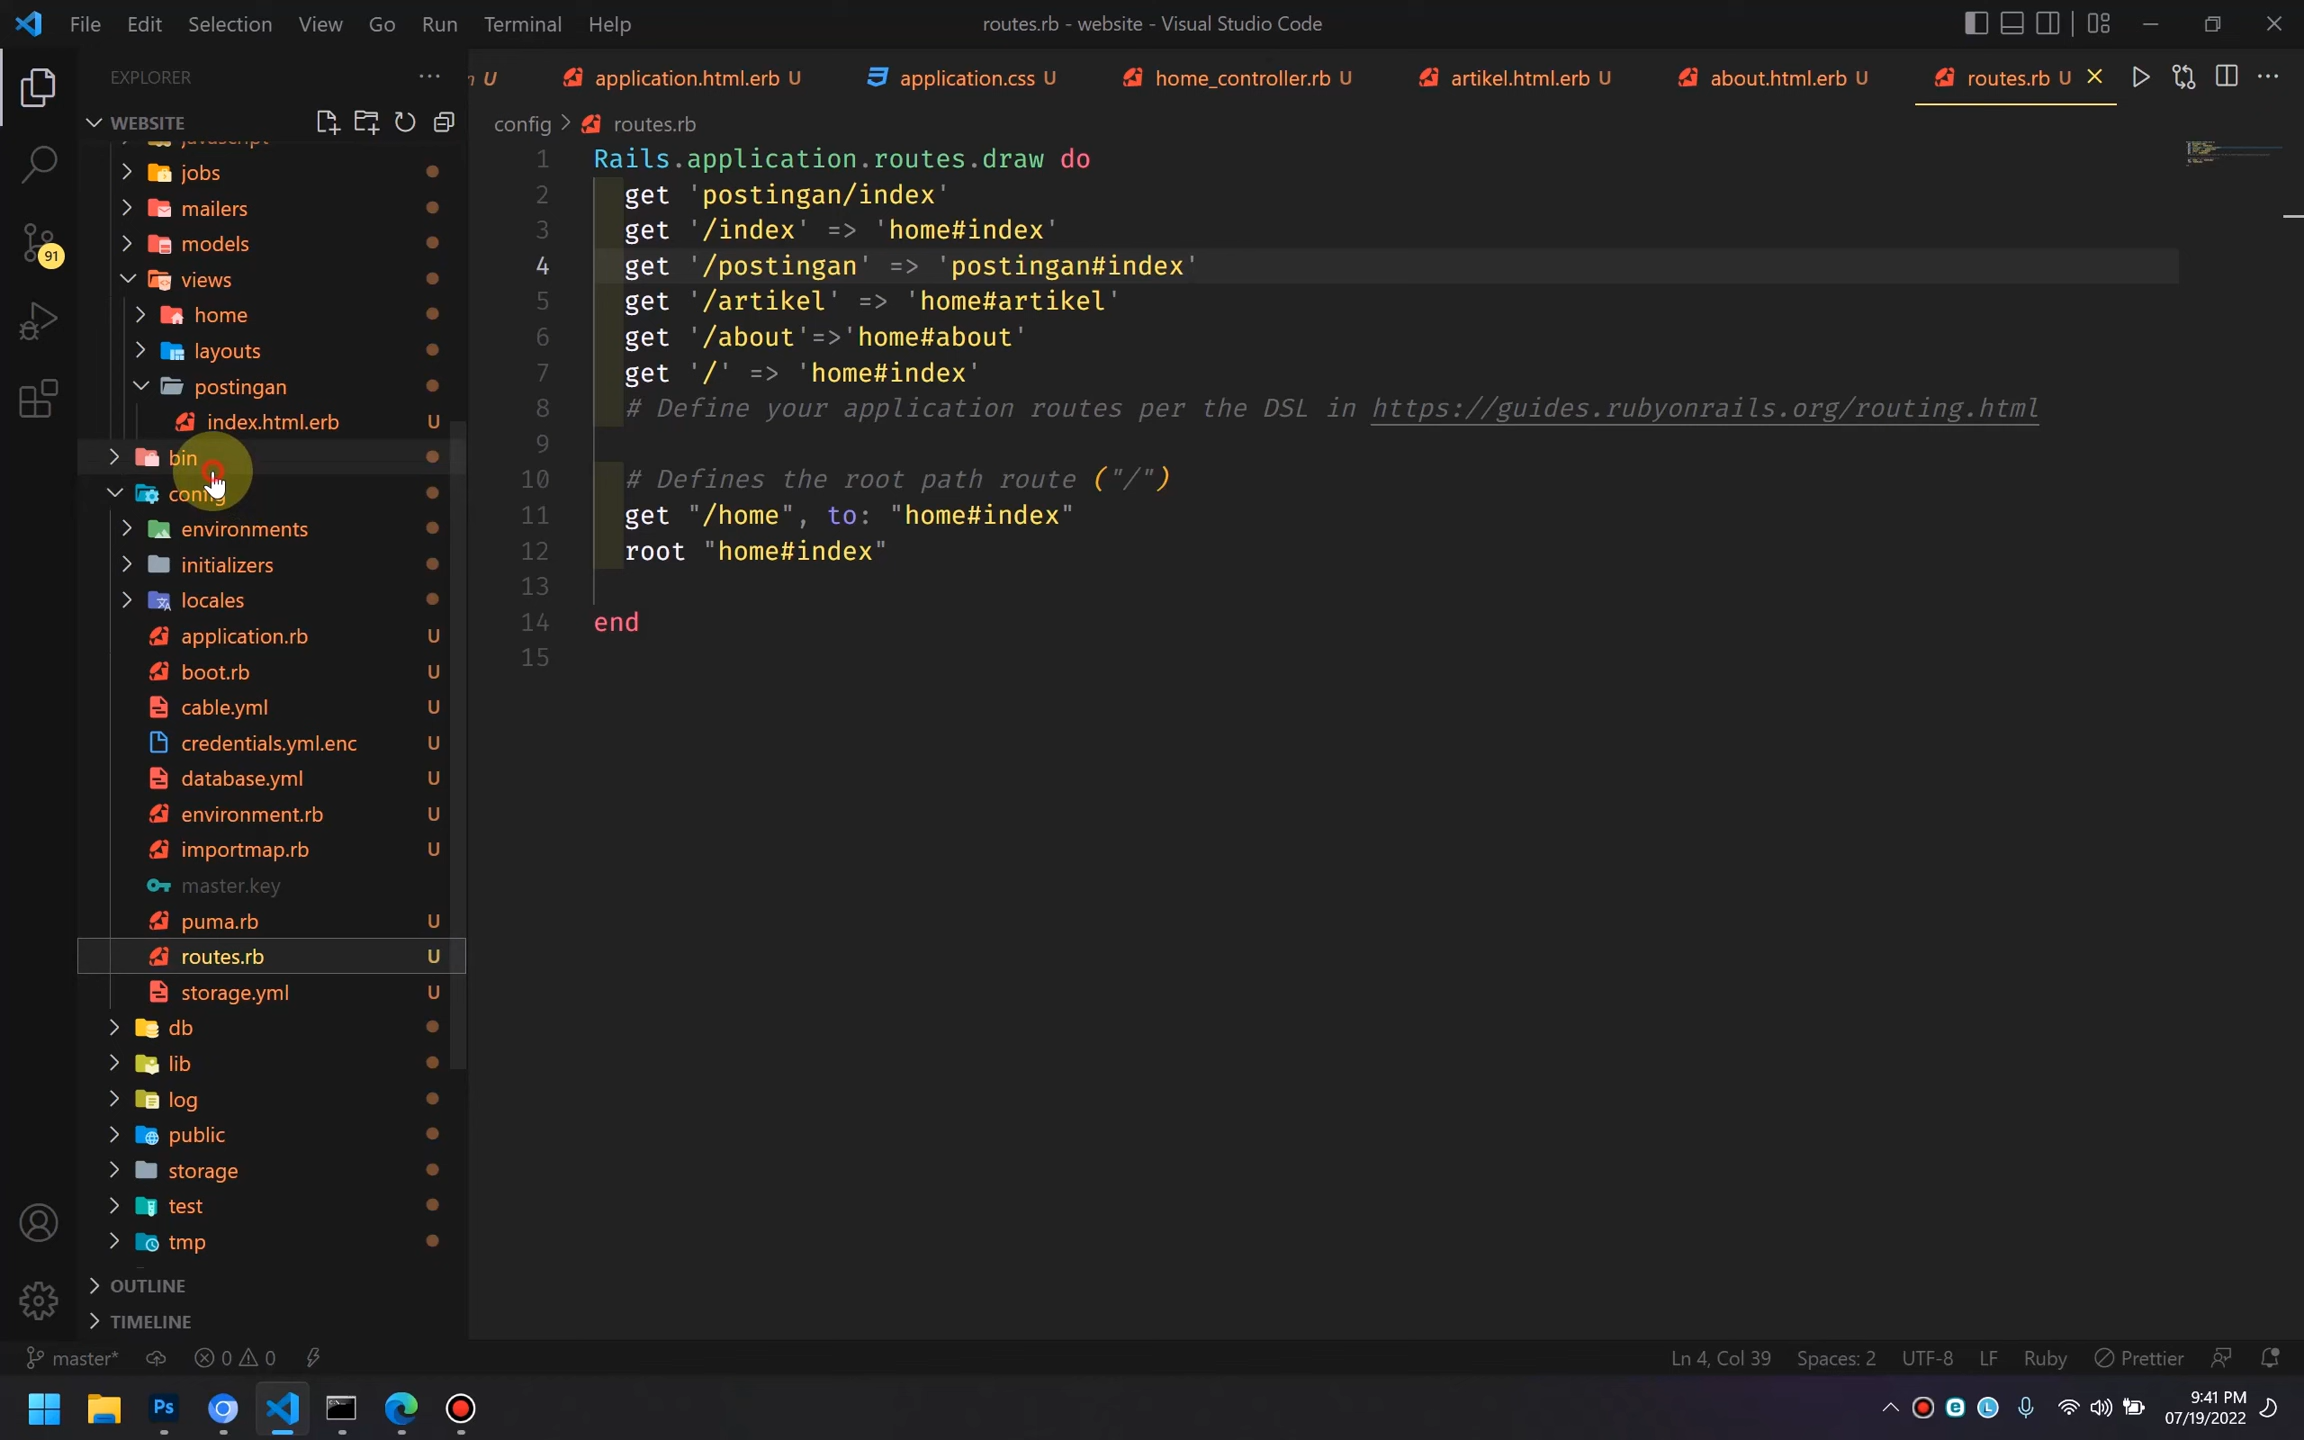 File Edit Selection View Go Run Terminal Help
routes.rb - website - Visual Studio Code
EXPLORER
U
application.html.erb U
application.css U
home_controller.rb U
artikel.html.erb U
about.html.erb U
routes.rb U
WEBSITE
config > routes.rb
javascript
jobs
mailers
models
views
home
layouts
postingan
index.html.erb U
bin
config
environments
initializers
locales
application.rb U
boot.rb U
cable.yml U
credentials.yml.enc U
database.yml U
environment.rb U
importmap.rb U
master.key
puma.rb U
routes.rb U
storage.yml U
db
lib
log
public
storage
test
tmp
OUTLINE
TIMELINE
91
1 Rails.application.routes.draw do
2 get 'postingan/index'
3 get '/index' => 'home#index'
4 get '/postingan' => 'postingan#index'
5 get '/artikel' => 'home#artikel'
6 get '/about'=>'home#about'
7 get '/' => 'home#index'
8 # Define your application routes per the DSL in https://guides.rubyonrails.org/routing.html
9
10 # Defines the root path route ("/")
11 get "/home", to: "home#index"
12 root "home#index"
13
14 end
15
master* 0 0
Ln 4, Col 39 Spaces: 2 UTF-8 LF Ruby Prettier
Ps
9:41 PM
07/19/2022